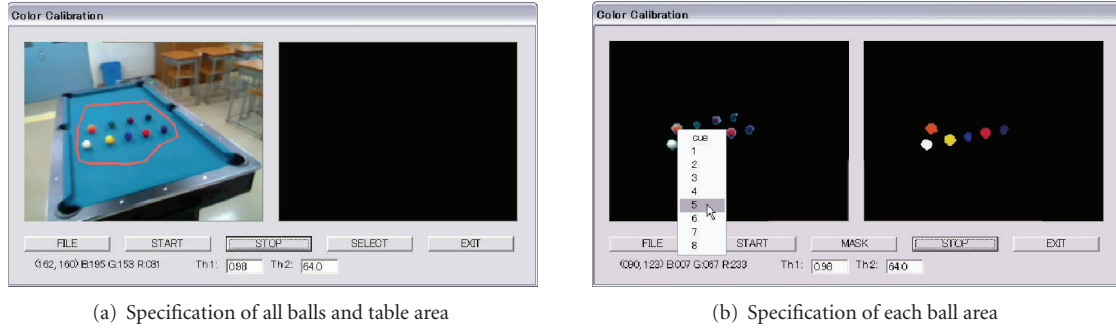 Color Calibration
FILE START STOP SELECT EXIT
(162, 160) B:195 G:153 R:081 Th1: 0.98 Th2: 64.0
(a) Specification of all balls and table area
Color Calibration
cue
1
2
3
4
5
6
7
8
FILE START MASK STOP EXIT
(090, 123) B:007 G:067 R:233 Th1: 0.98 Th2: 64.0
(b) Specification of each ball area